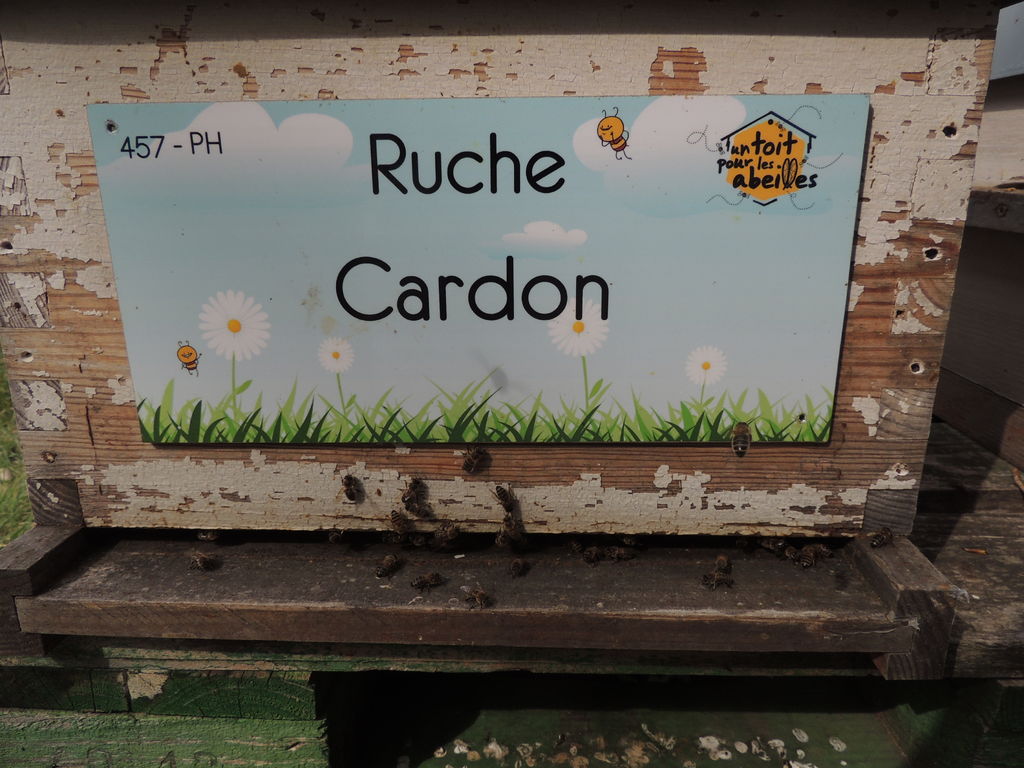 457 - PH
Ruche
Cardon
un toit
pour les
abeilles